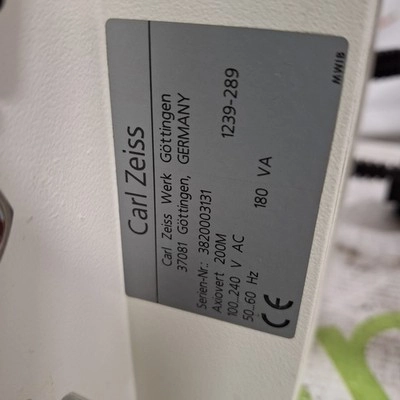 Carl Zeiss
Carl Zeiss Werk Göttingen
37081 Göttingen, GERMANY
Serien-Nr.: 3820003131
Axiovert 200M 1239-289
100...240 V AC
50...60 Hz 180 VA
CE
MWIB